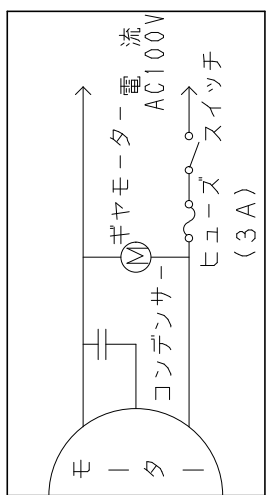 電流
AC100V
スイッチ
ヒューズ
(3A)
ギヤモーター
M
コンデンサー
モーター